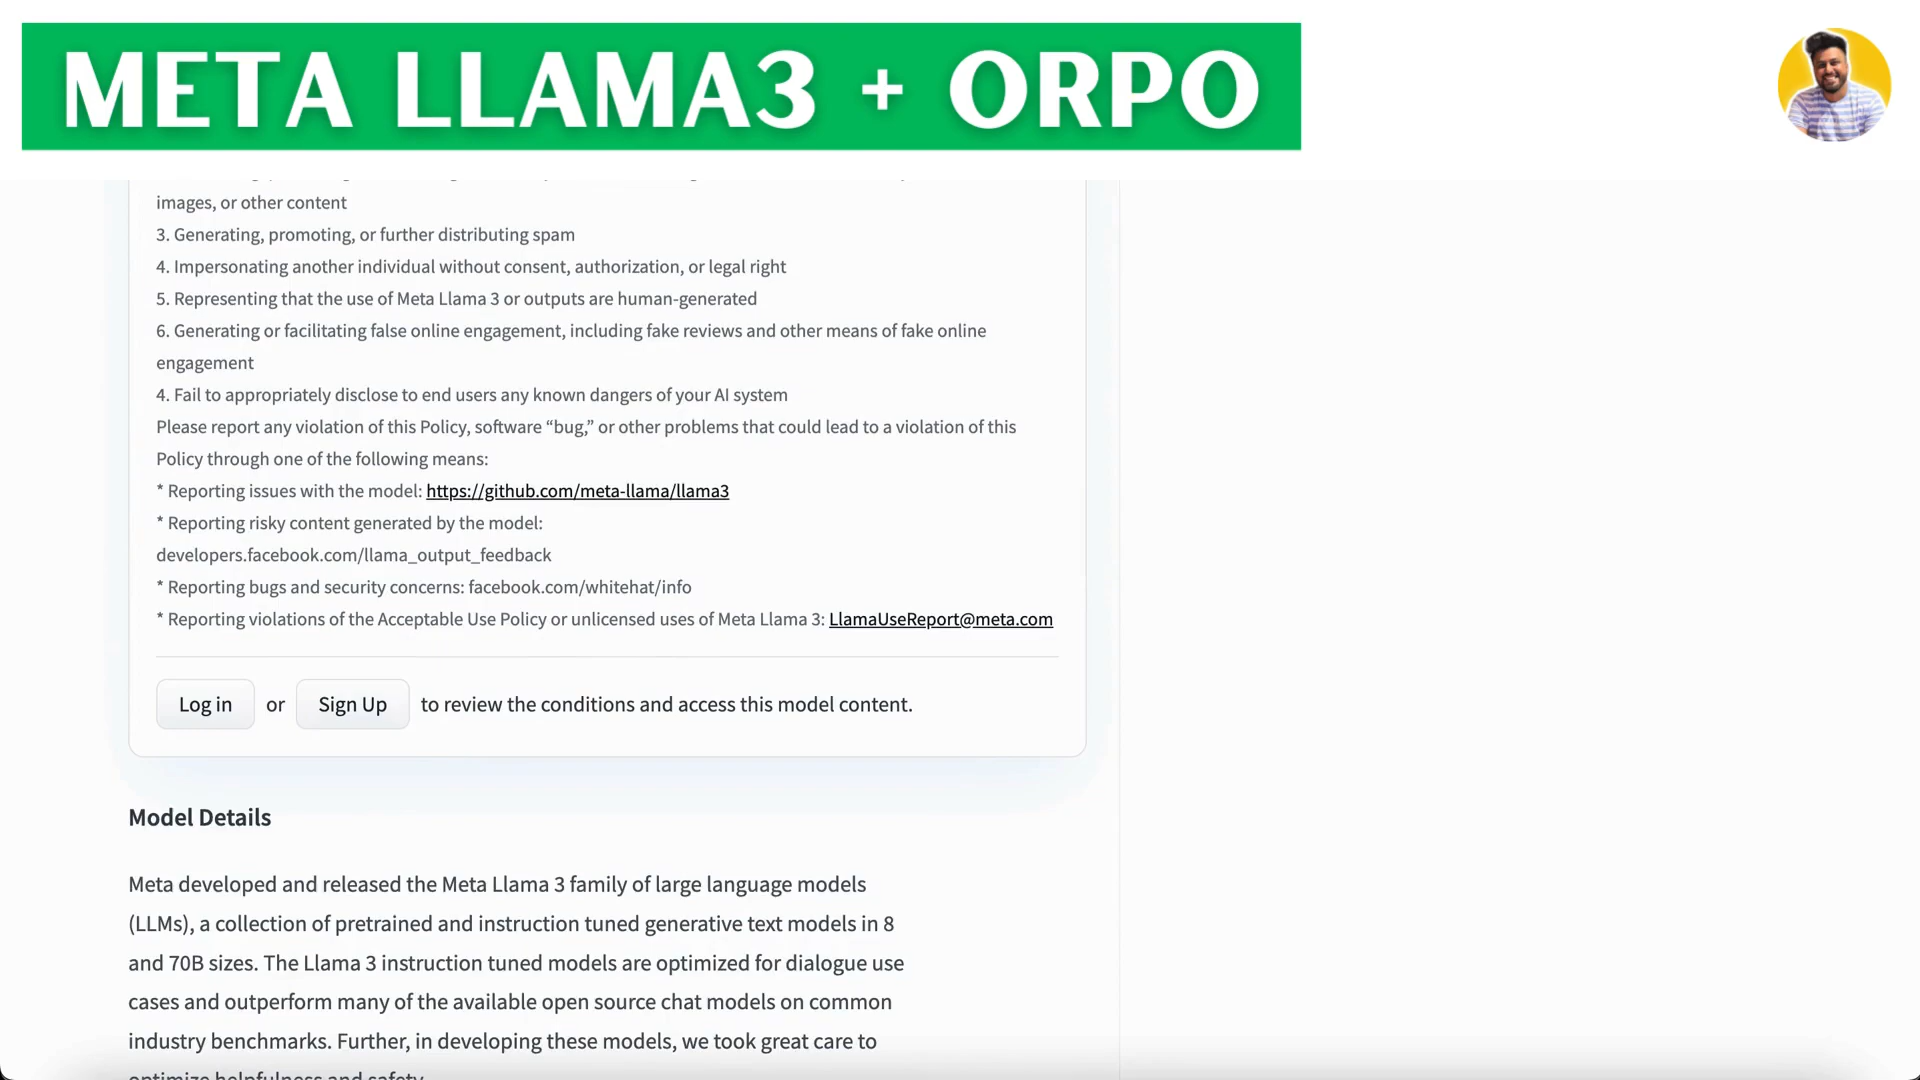 META LLAMA3 + ORPO
images, or other content
3. Generating, promoting, or further distributing spam
4. Impersonating another individual without consent, authorization, or legal right
5. Representing that the use of Meta Llama 3 or outputs are human-generated
6. Generating or facilitating false online engagement, including fake reviews and other means of fake online
engagement
4. Fail to appropriately disclose to end users any known dangers of your AI system
Please report any violation of this Policy, software “bug,” or other problems that could lead to a violation of this
Policy through one of the following means:
* Reporting issues with the model: https://github.com/meta-llama/llama3
* Reporting risky content generated by the model:
developers.facebook.com/llama_output_feedback
* Reporting bugs and security concerns: facebook.com/whitehat/info
* Reporting violations of the Acceptable Use Policy or unlicensed uses of Meta Llama 3: LlamaUseReport@meta.com
Log in or Sign Up to review the conditions and access this model content.
Model Details
Meta developed and released the Meta Llama 3 family of large language models
(LLMs), a collection of pretrained and instruction tuned generative text models in 8
and 70B sizes. The Llama 3 instruction tuned models are optimized for dialogue use
cases and outperform many of the available open source chat models on common
industry benchmarks. Further, in developing these models, we took great care to
optimize helpfulness and safety.